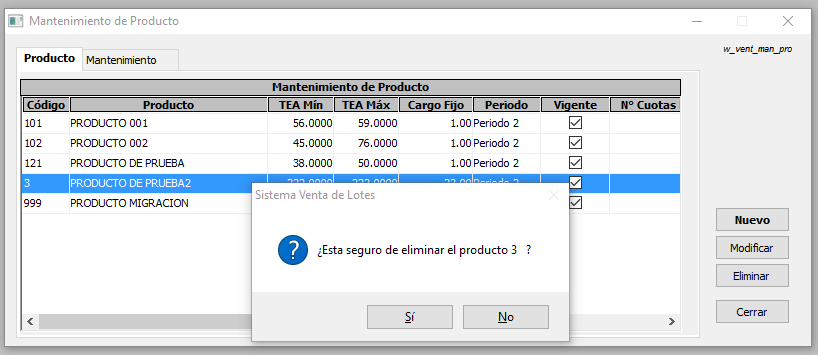 Mantenimiento de Producto
w_vent_man_pro
Producto Mantenimiento
Mantenimiento de Producto
Código Producto TEA Mín TEA Máx Cargo Fijo Periodo Vigente N° Cuotas
101 PRODUCTO 001 56.0000 59.0000 1.00 Periodo 2
102 PRODUCTO 002 45.0000 76.0000 1.00 Periodo 2
121 PRODUCTO DE PRUEBA 38.0000 50.0000 1.00 Periodo 2
3 PRODUCTO DE PRUEBA2 Periodo 2
999 PRODUCTO MIGRACION
Sistema Venta de Lotes
¿Esta seguro de eliminar el producto 3 ?
Sí No
Nuevo
Modificar
Eliminar
Cerrar